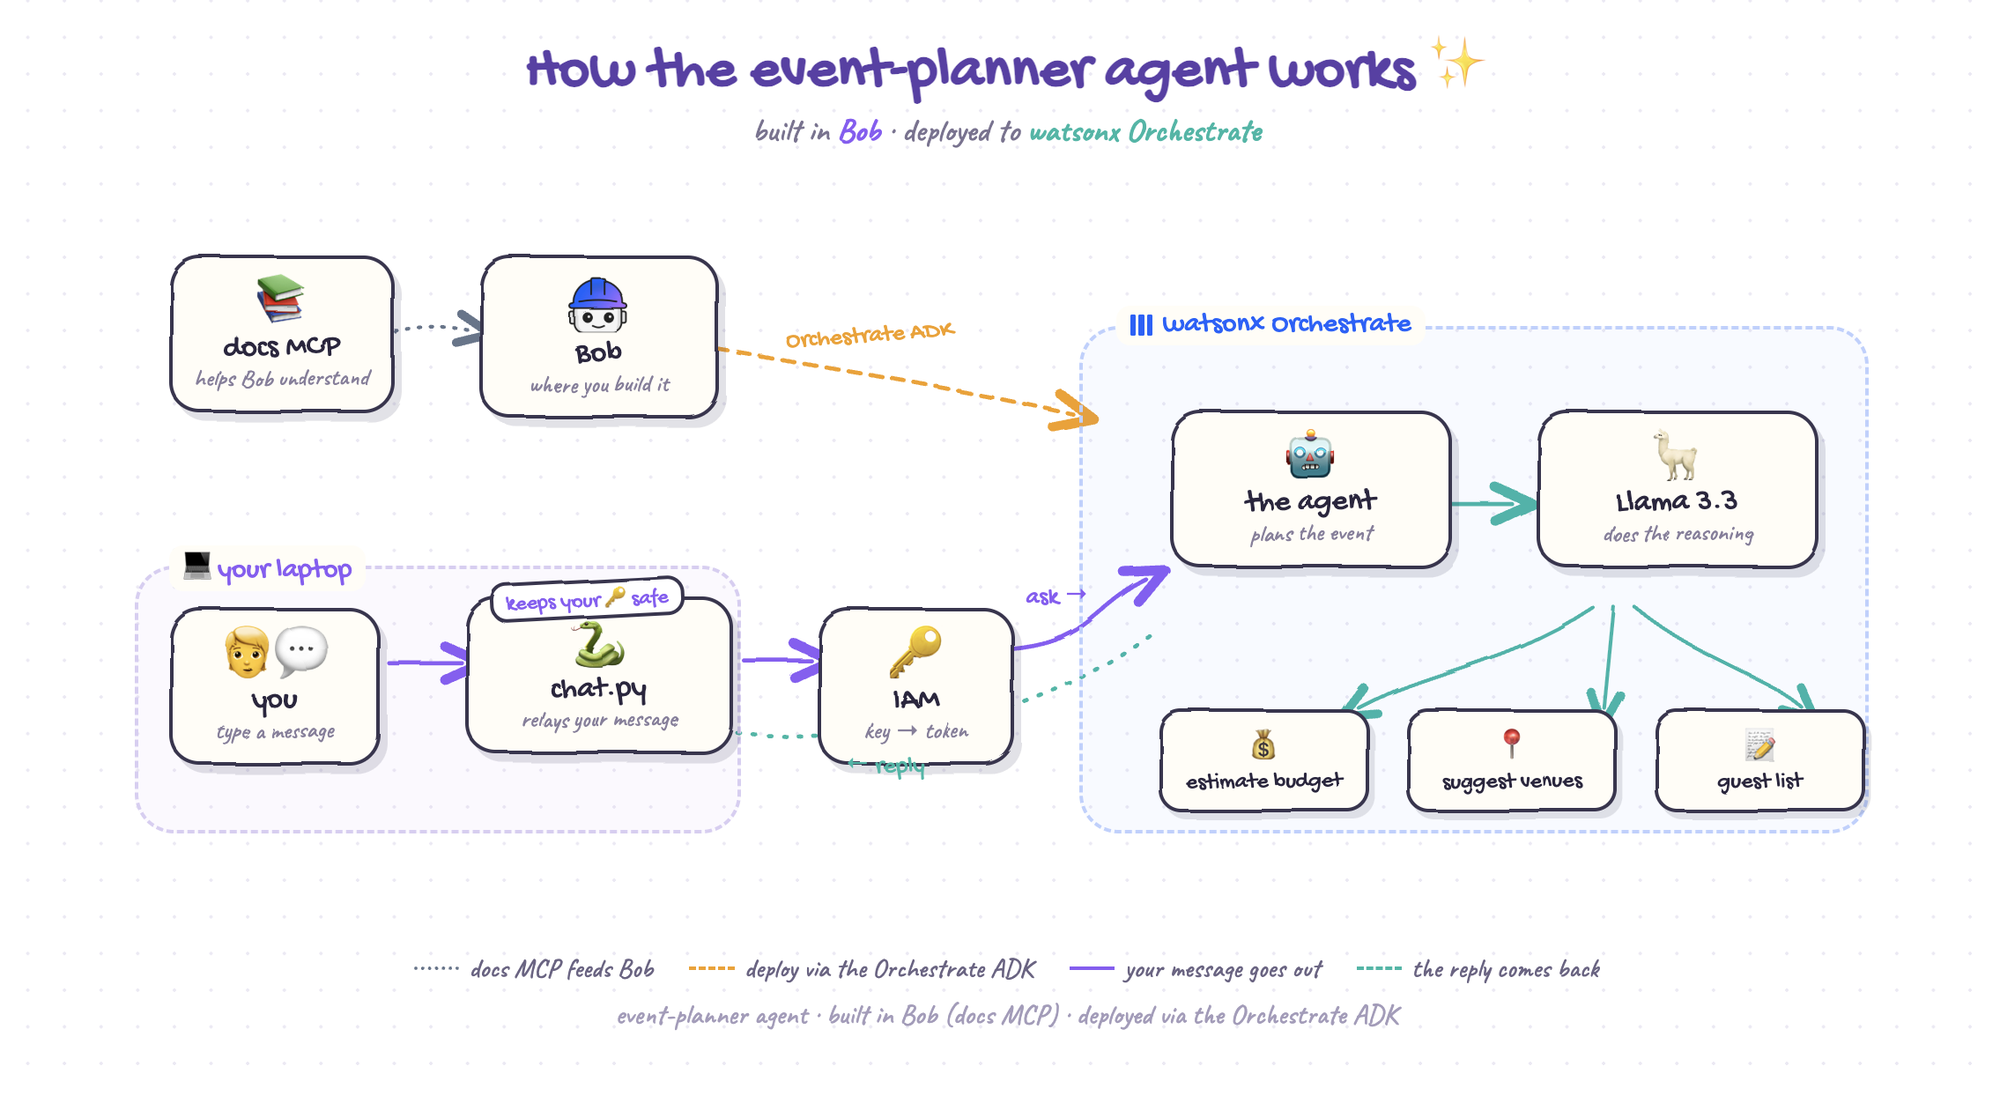 How the event-planner agent works
built in Bob · deployed to watsonx Orchestrate
docs MCP
helps Bob understand
Bob
where you build it
Orchestrate ADK
watsonx Orchestrate
the agent
plans the event
Llama 3.3
does the reasoning
your laptop
you
type a message
keeps your 🔑 safe
chat.py
relays your message
IAM
key → token
ask →
← reply
estimate budget
suggest venues
guest list
docs MCP feeds Bob
deploy via the Orchestrate ADK
your message goes out
the reply comes back
event-planner agent · built in Bob (docs MCP) · deployed via the Orchestrate ADK